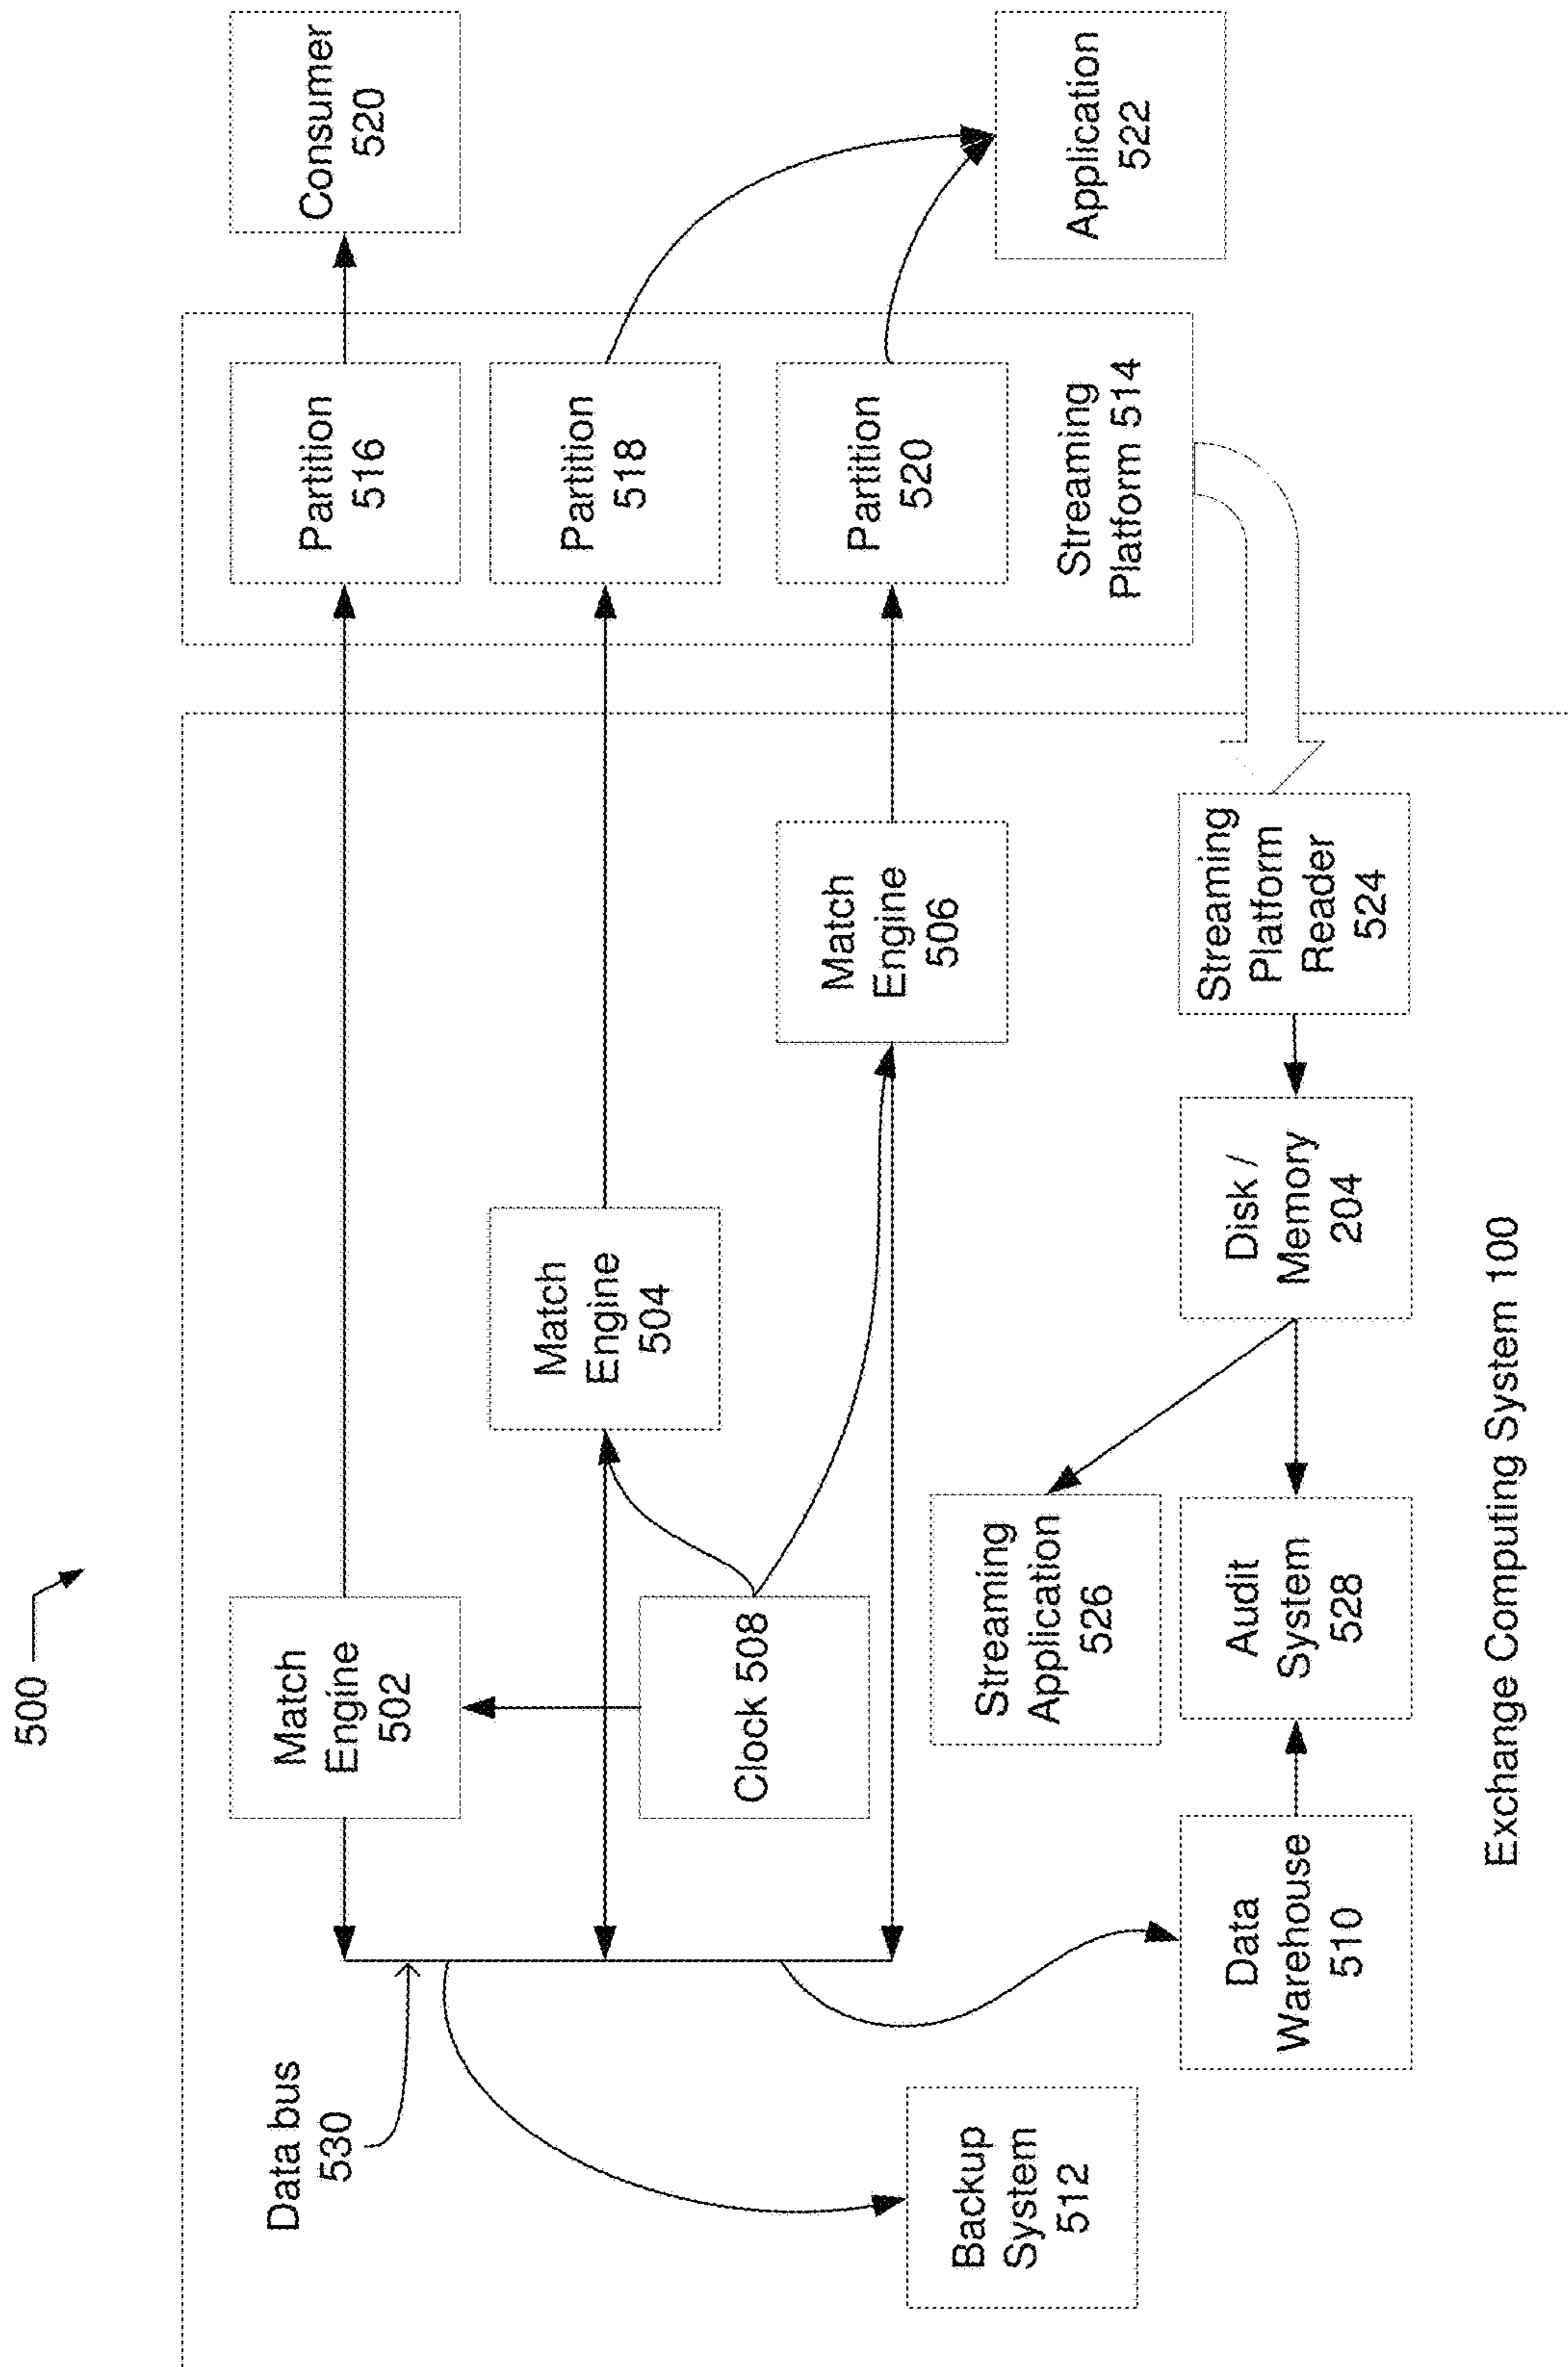 500
Data bus
530
Match
Engine
502
Partition
516
Consumer
520
Match
Engine
504
Partition
518
Clock 508
Match
Engine
506
Partition
520
Backup
System
512
Streaming
Application
526
Streaming
Platform 514
Application
522
Data
Warehouse
510
Audit
System
528
Disk /
Memory
204
Streaming
Platform
Reader
524
Exchange Computing System 100